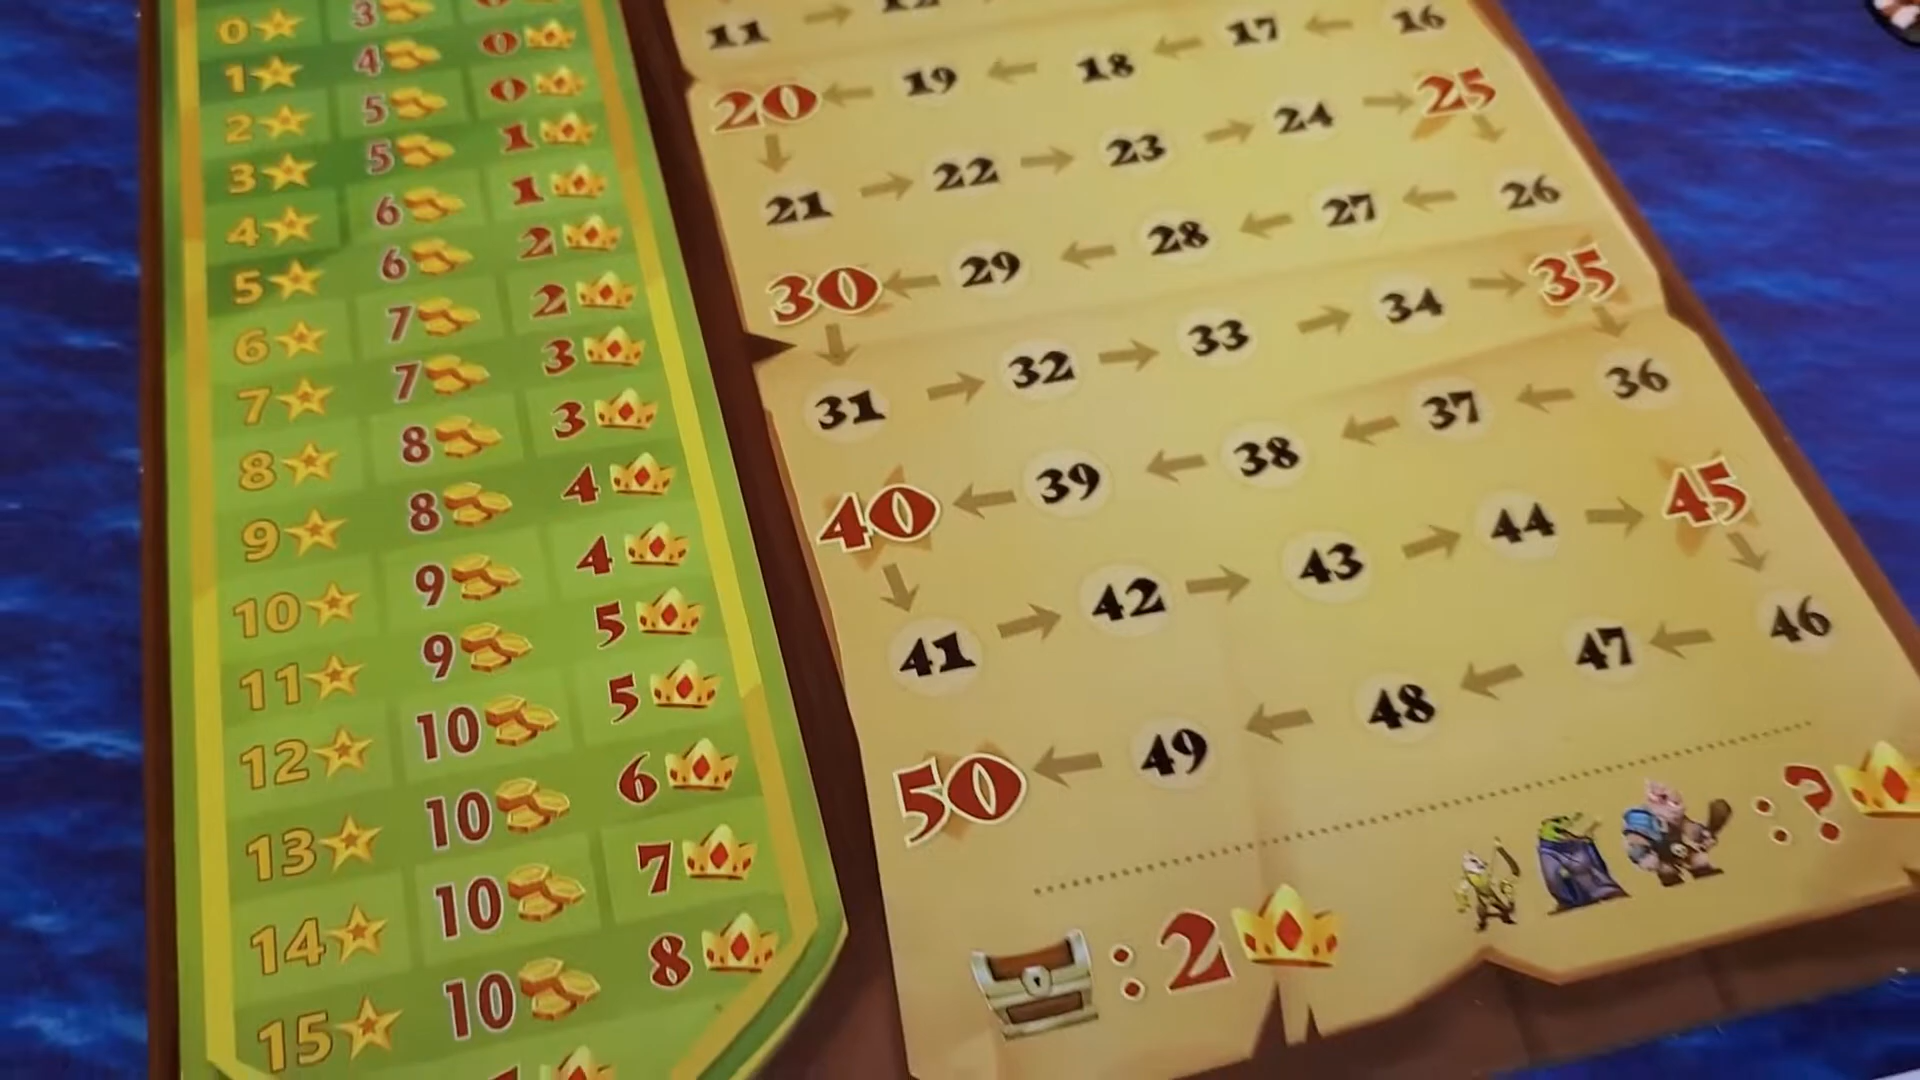 0 3 0
1 4 0
2 5 0
3 5 1
4 6 1
5 6 2
6 7 2
7 7 3
8 8 3
9 8 4
10 9 4
11 9 5
12 10 5
13 10 6
14 10 7
15 10 8
11 12
20 19 18 17 16
21 22 23 24 25
30 29 28 27 26
31 32 33 34 35
40 39 38 37 36
41 42 43 44 45
50 49 48 47 46
: 2
: ?